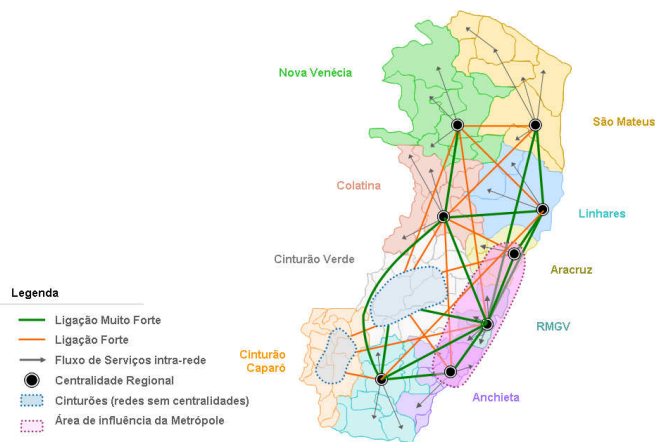 Nova Venécia
São Mateus
Colatina
Linhares
Cinturão Verde
Aracruz
Legenda
RMGV
Ligação Muito Forte
Ligação Forte
Fluxo de Serviços intra-rede
Cinturão
Caparó
Centralidade Regional
Anchieta
Cinturões (redes sem centralidades)
Área de influência da Metrópole